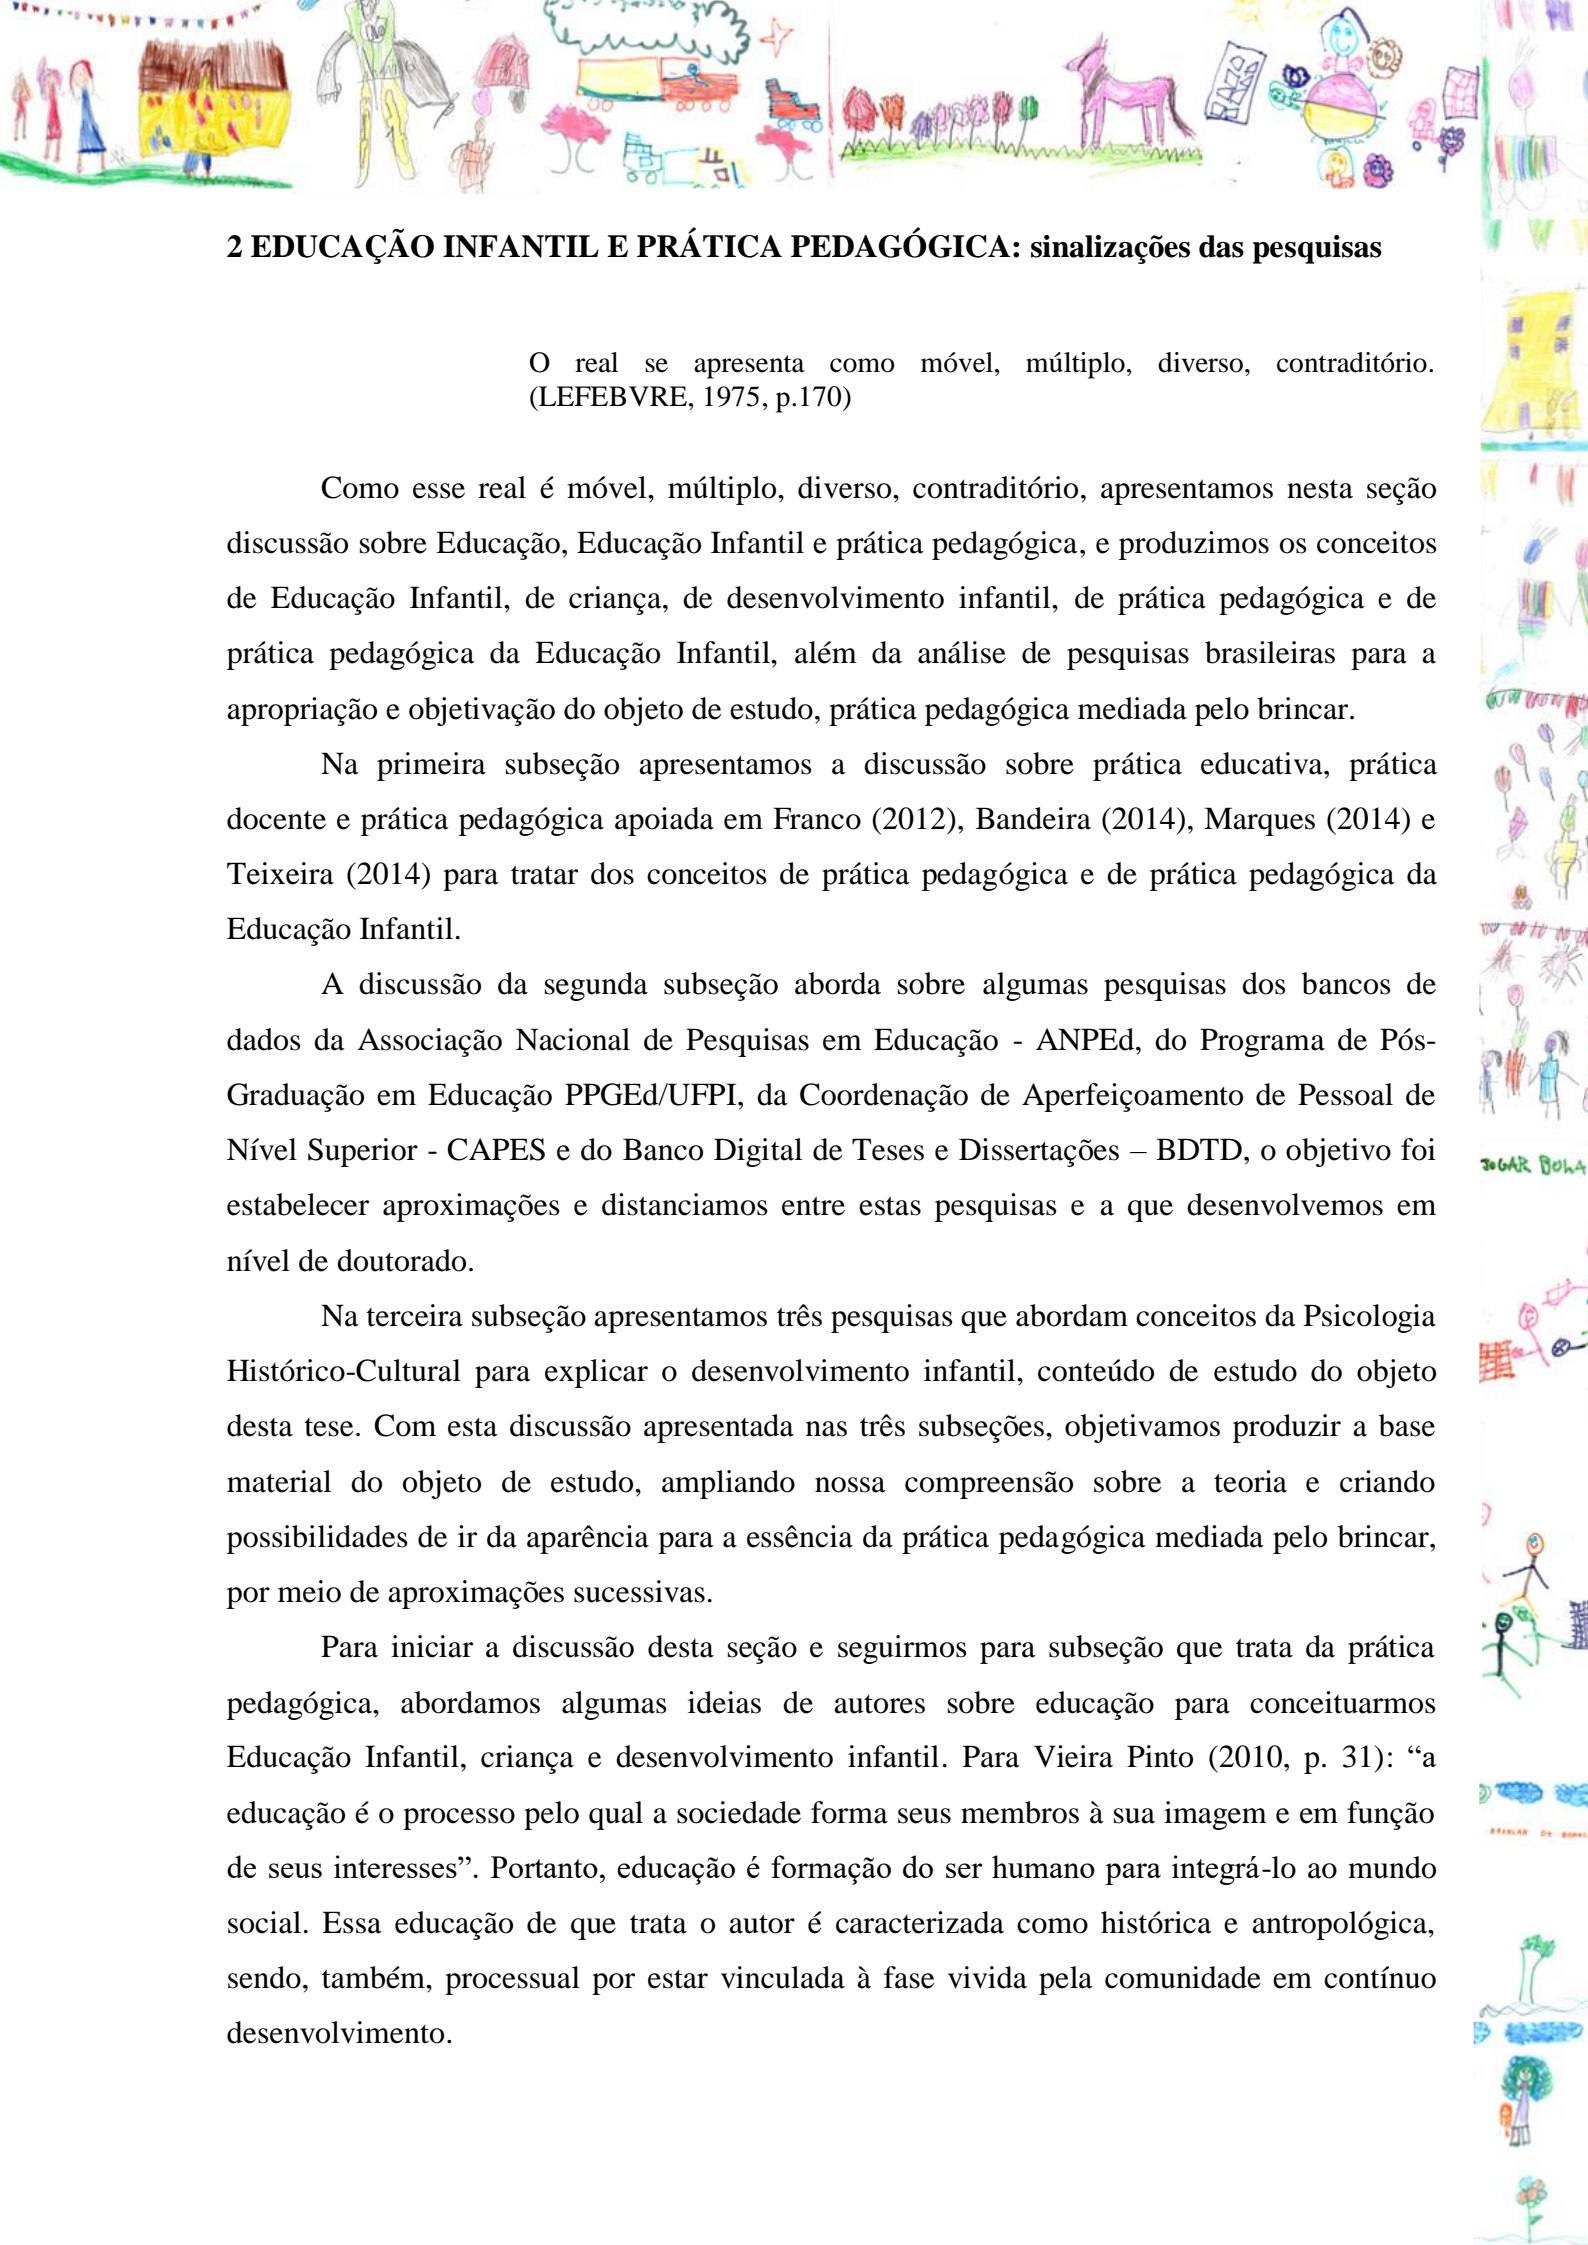 2 EDUCAÇÃO INFANTIL E PRÁTICA PEDAGÓGICA: sinalizações das pesquisas
O real se apresenta como móvel, múltiplo, diverso, contraditório.
(LEFEBVRE, 1975, p.170)
Como esse real é móvel, múltiplo, diverso, contraditório, apresentamos nesta seção
discussão sobre Educação, Educação Infantil e prática pedagógica, e produzimos os conceitos
de Educação Infantil, de criança, de desenvolvimento infantil, de prática pedagógica e de
prática pedagógica da Educação Infantil, além da análise de pesquisas brasileiras para a
apropriação e objetivação do objeto de estudo, prática pedagógica mediada pelo brincar.
Na primeira subseção apresentamos a discussão sobre prática educativa, prática
docente e prática pedagógica apoiada em Franco (2012), Bandeira (2014), Marques (2014) e
Teixeira (2014) para tratar dos conceitos de prática pedagógica e de prática pedagógica da
Educação Infantil.
A discussão da segunda subseção aborda sobre algumas pesquisas dos bancos de
dados da Associação Nacional de Pesquisas em Educação - ANPEd, do Programa de Pós-
Graduação em Educação PPGEd/UFPI, da Coordenação de Aperfeiçoamento de Pessoal de
Nível Superior - CAPES e do Banco Digital de Teses e Dissertações – BDTD, o objetivo foi
estabelecer aproximações e distanciamos entre estas pesquisas e a que desenvolvemos em
nível de doutorado.
JOGAR BOLA
Na terceira subseção apresentamos três pesquisas que abordam conceitos da Psicologia
Histórico-Cultural para explicar o desenvolvimento infantil, conteúdo de estudo do objeto
desta tese. Com esta discussão apresentada nas três subseções, objetivamos produzir a base
material do objeto de estudo, ampliando nossa compreensão sobre a teoria e criando
possibilidades de ir da aparência para a essência da prática pedagógica mediada pelo brincar,
por meio de aproximações sucessivas.
Para iniciar a discussão desta seção e seguirmos para subseção que trata da prática
pedagógica, abordamos algumas ideias de autores sobre educação para conceituarmos
Educação Infantil, criança e desenvolvimento infantil. Para Vieira Pinto (2010, p. 31): “a
educação é o processo pelo qual a sociedade forma seus membros à sua imagem e em função
de seus interesses”. Portanto, educação é formação do ser humano para integrá-lo ao mundo
social. Essa educação de que trata o autor é caracterizada como histórica e antropológica,
sendo, também, processual por estar vinculada à fase vivida pela comunidade em contínuo
desenvolvimento.